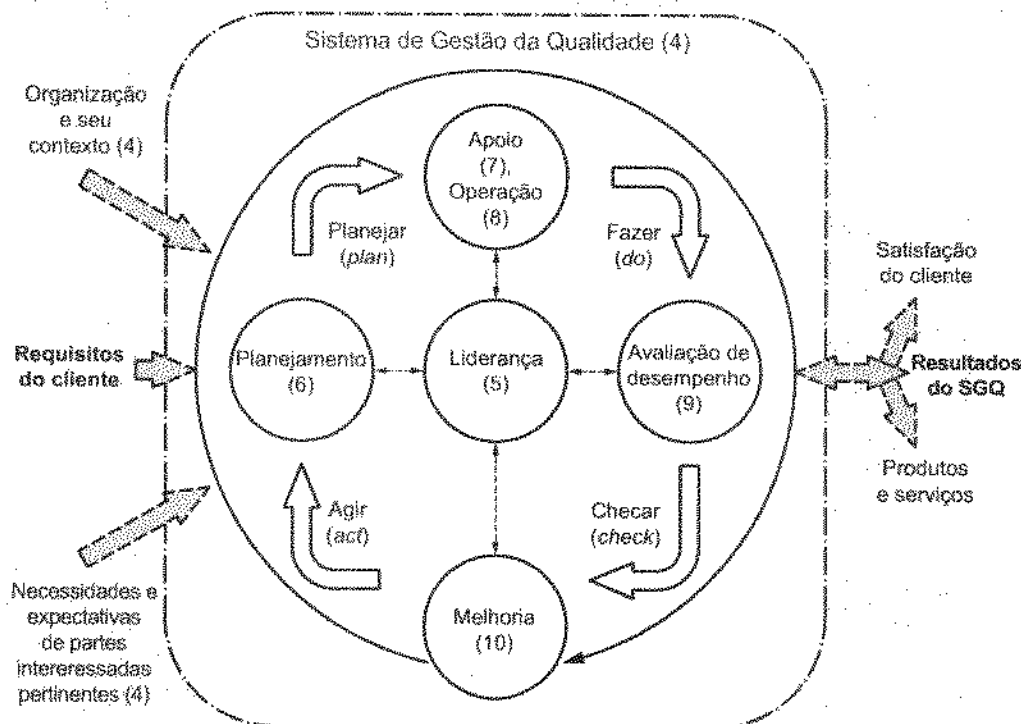 Sistema de Gestão da Qualidade (4)
Organização
e seu
contexto (4)
Apoio
(7),
Operação
(8)
Planejar
(plan)
Fazer
(do)
Satisfação
do cliente
Requisitos
do cliente
Planejamento
(6)
Liderança
(5)
Avaliação de
desempenho
(9)
Resultados
do SGQ
Agir
(act)
Checar
(check)
Produtos
e serviços
Necessidades e
expectativas
de partes
intereressadas
pertinentes (4)
Melhoria
(10)